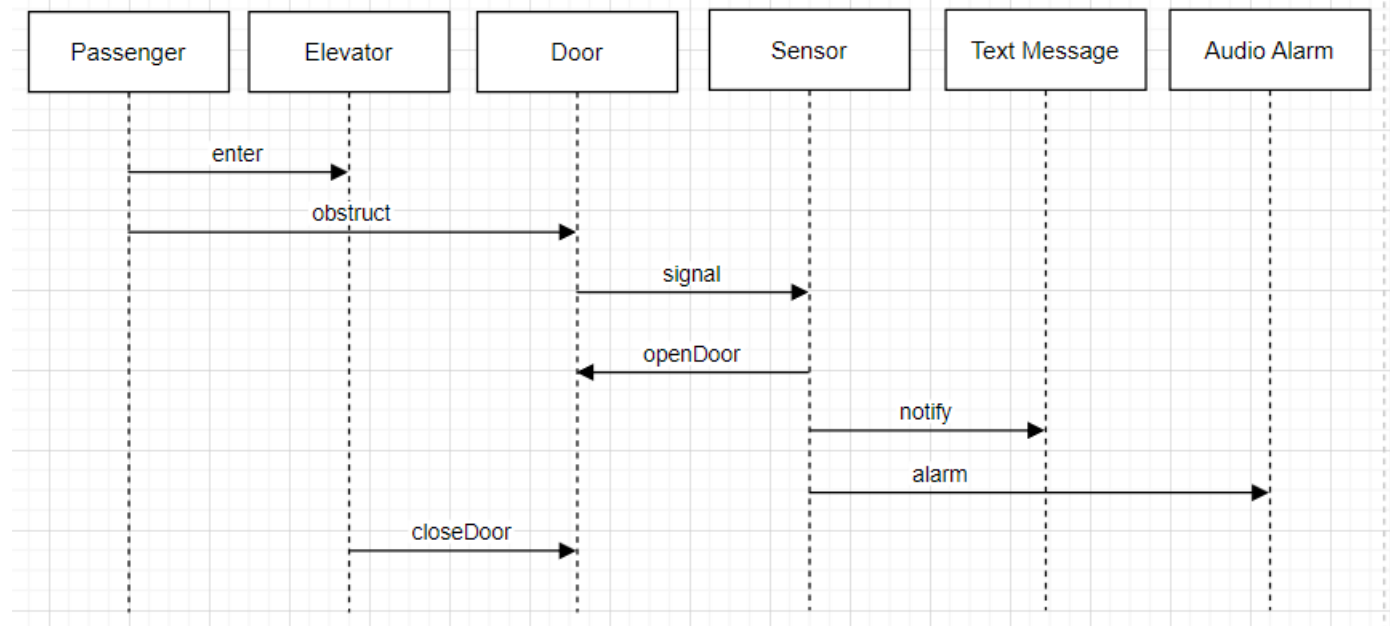 Passenger
Elevator
Door
Sensor
Text Message
Audio Alarm
enter
obstruct
signal
openDoor
notify
alarm
closeDoor